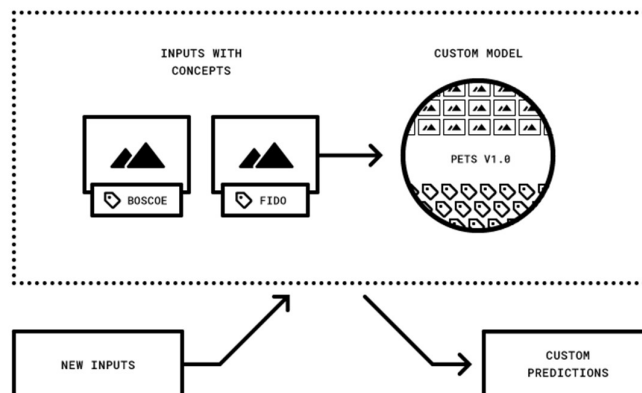 INPUTS WITH
CONCEPTS
CUSTOM MODEL
BOSCOE
FIDO
PETS V1.0
NEW INPUTS
CUSTOM
PREDICTIONS